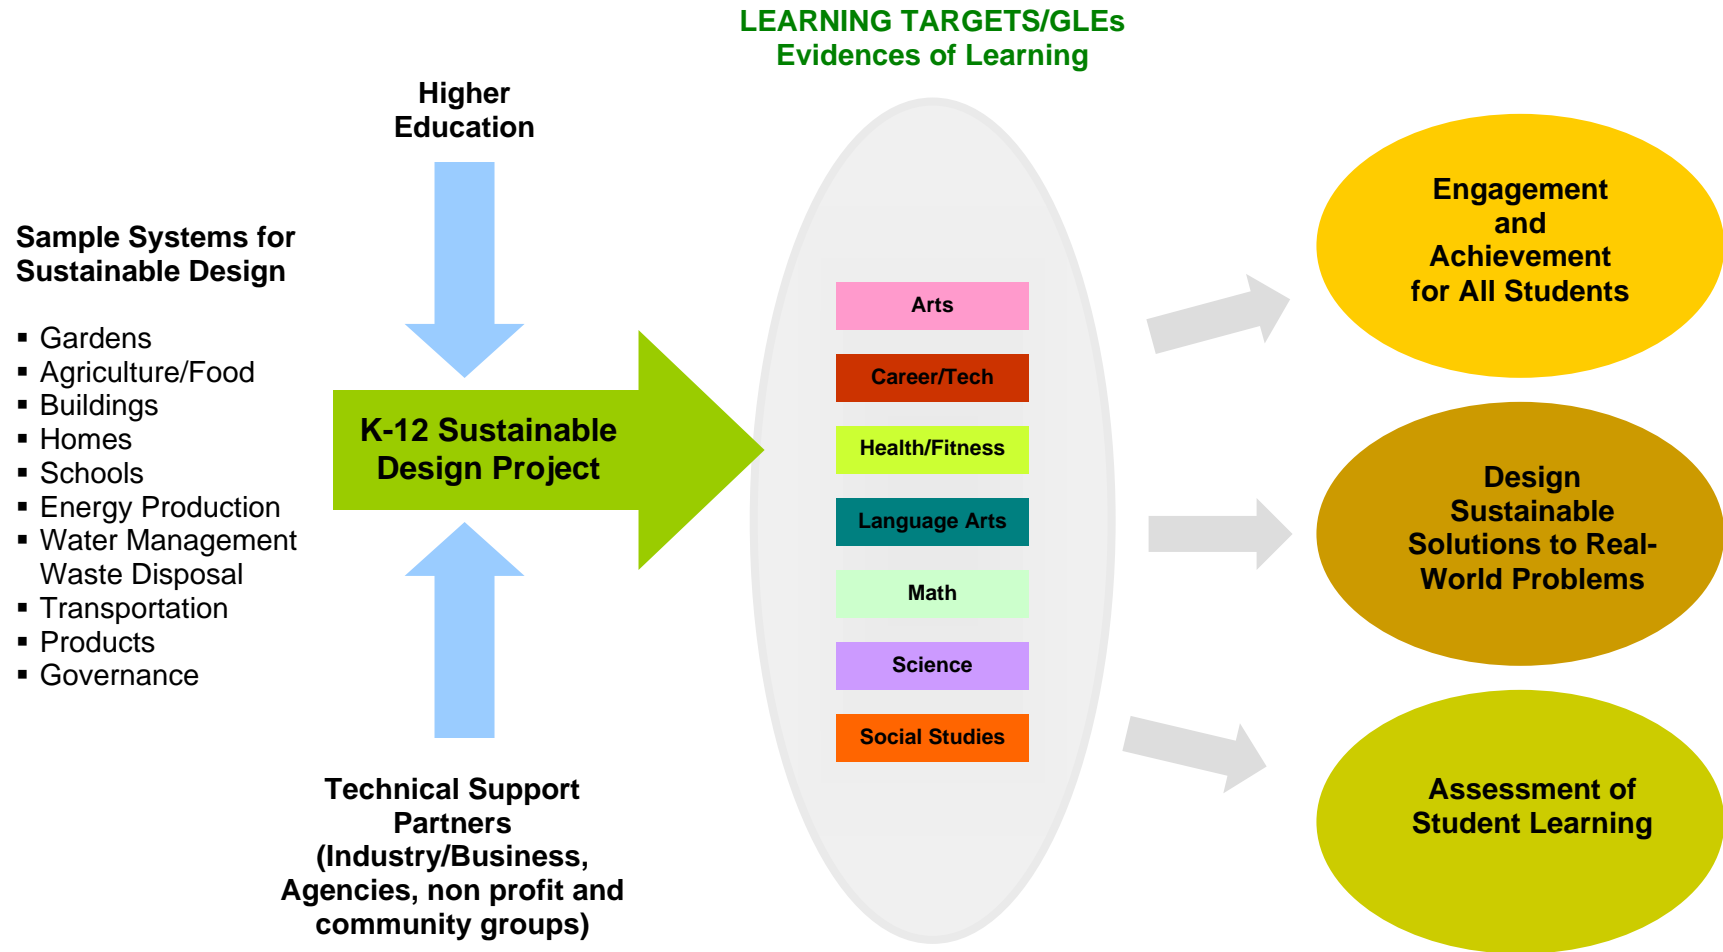 LEARNING TARGETS/GLEs
Evidences of Learning
Higher
Education
Sample Systems for
Sustainable Design
▪ Gardens
▪ Agriculture/Food
▪ Buildings
▪ Homes
▪ Schools
▪ Energy Production
▪ Water Management
Waste Disposal
▪ Transportation
▪ Products
▪ Governance
K-12 Sustainable
Design Project
Technical Support
Partners
(Industry/Business,
Agencies, non profit and
community groups)
Arts
Career/Tech
Health/Fitness
Language Arts
Math
Science
Social Studies
Engagement
and
Achievement
for All Students
Design
Sustainable
Solutions to Real-
World Problems
Assessment of
Student Learning